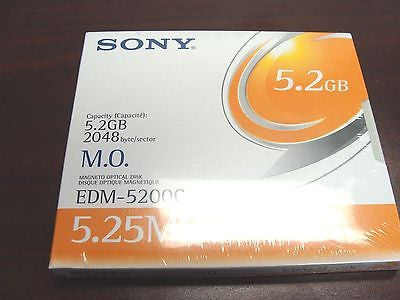 SONY
5.2GB
Capacity (Capacité):
5.2GB
2048 byte/sector
M.O.
MAGNETO OPTICAL DISK
DISQUE OPTIQUE MAGNETIQUE
EDM-5200C
5.25M